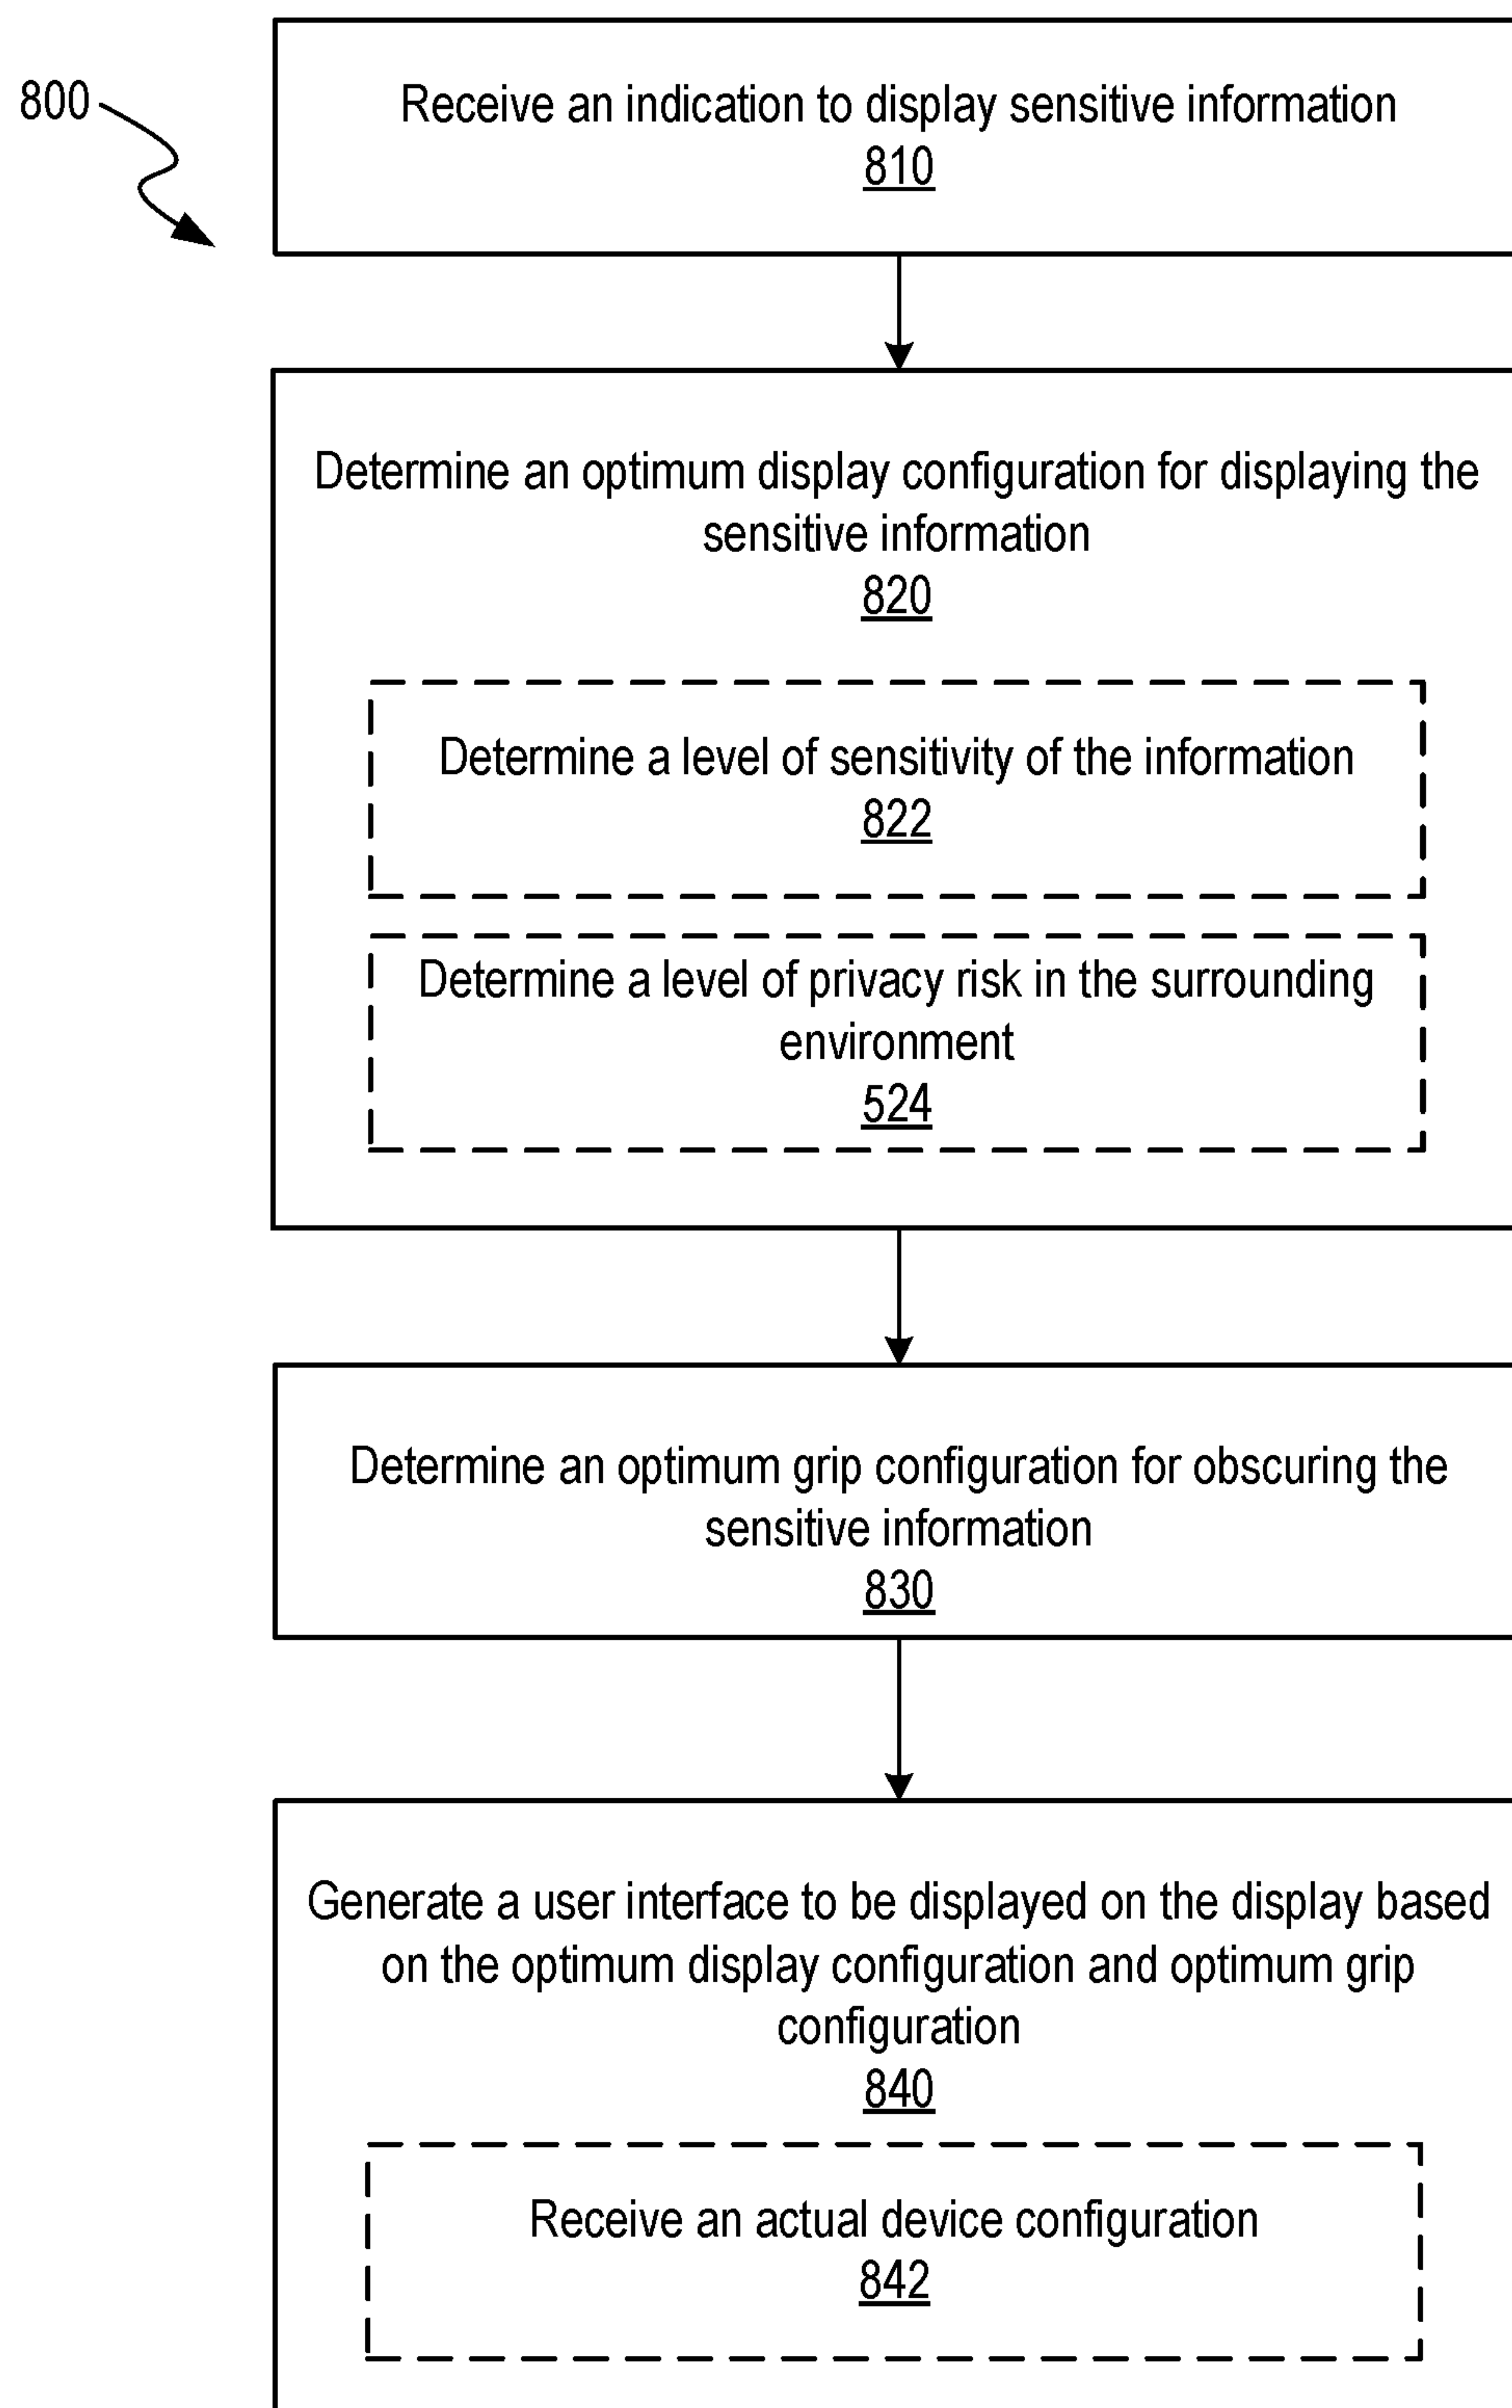 800
Receive an indication to display sensitive information
810
Determine an optimum display configuration for displaying the
sensitive information
820
Determine a level of sensitivity of the information
822
Determine a level of privacy risk in the surrounding
environment
524
Determine an optimum grip configuration for obscuring the
sensitive information
830
Generate a user interface to be displayed on the display based
on the optimum display configuration and optimum grip
configuration
840
Receive an actual device configuration
842